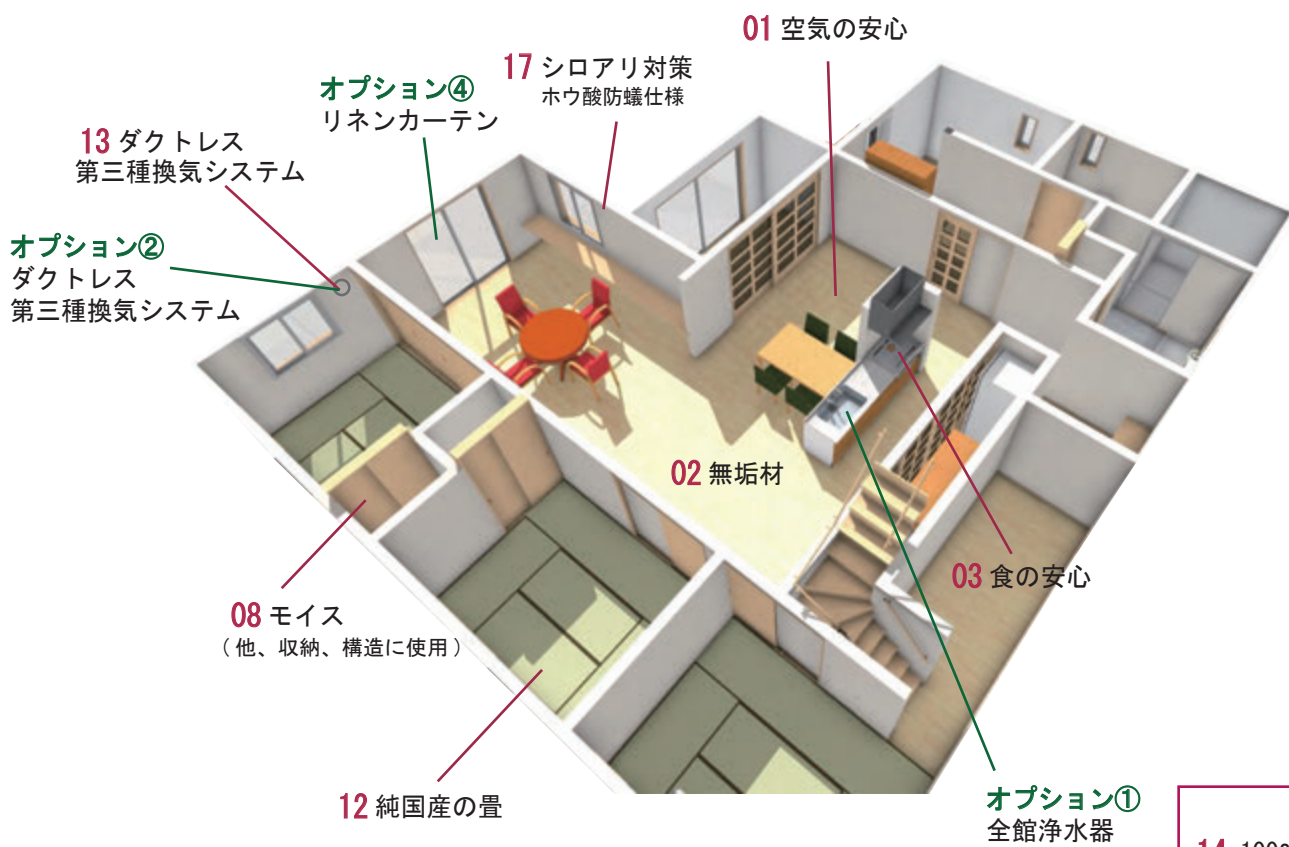 01 空気の安心
17 シロアリ対策
ホウ酸防蟻仕様
オプション④
リネンカーテン
13 ダクトレス
第三種換気システム
オプション②
ダクトレス
第三種換気システム
02 無垢材
03 食の安心
08 モイス
(他、収納、構造に使用)
12 純国産の畳
オプション①
全館浄水器
14